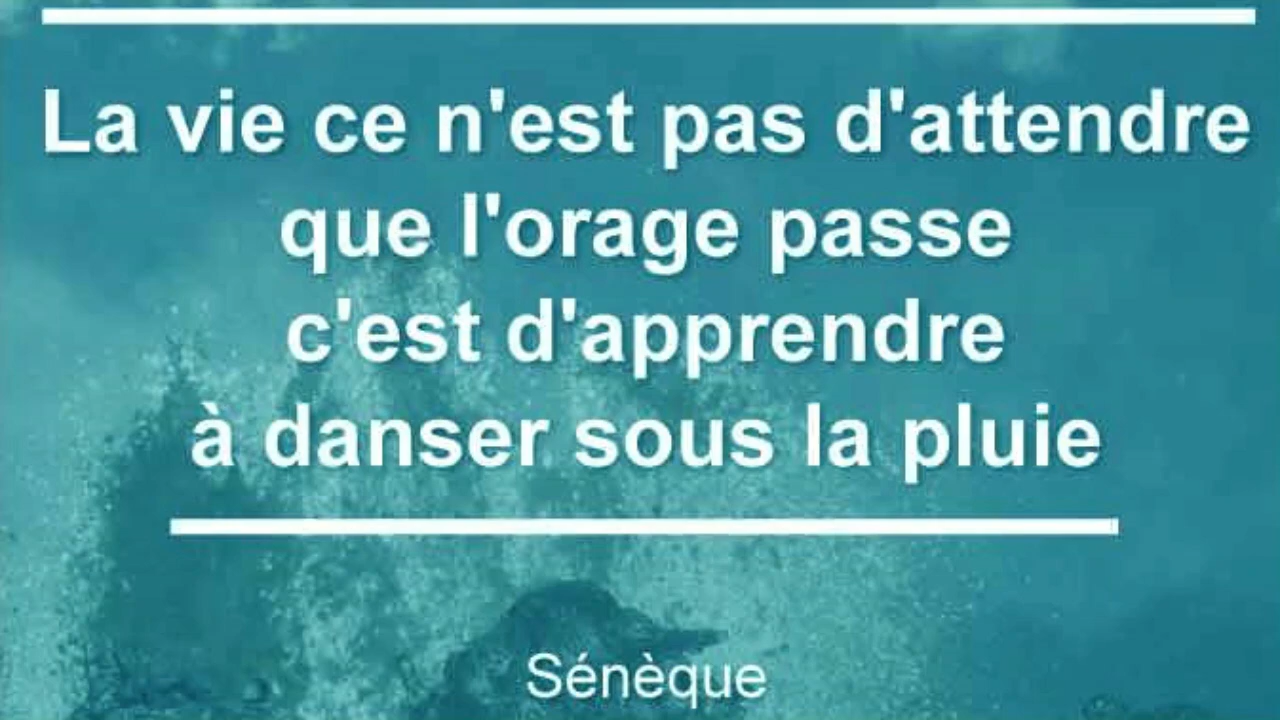 La vie ce n'est pas d'attendre
que l'orage passe
c'est d'apprendre
à danser sous la pluie
Sénèque